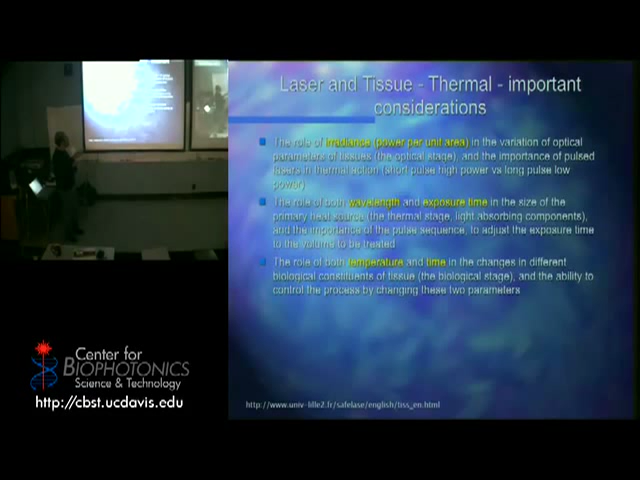 Laser and Tissue - Thermal - important
considerations
The role of irradiance (power per unit area) in the variation of optical
parameters of tissues (the optical stage), and the importance of pulsed
lasers in thermal action (short pulse high power vs long pulse low
power)
The role of both wavelength and exposure time in the size of the
primary heat source (the thermal stage, light absorbing components),
and the importance of the pulse sequence, to adjust the exposure time
to the volume to be treated
The role of both temperature and time in the changes in different
biological constituents of tissue (the biological stage), and the ability to
control the process by changing these two parameters
http://www.univ-lille2.fr/safelase/english/tiss_en.html
Center for
BIOPHOTONICS
Science & Technology
http://cbst.ucdavis.edu